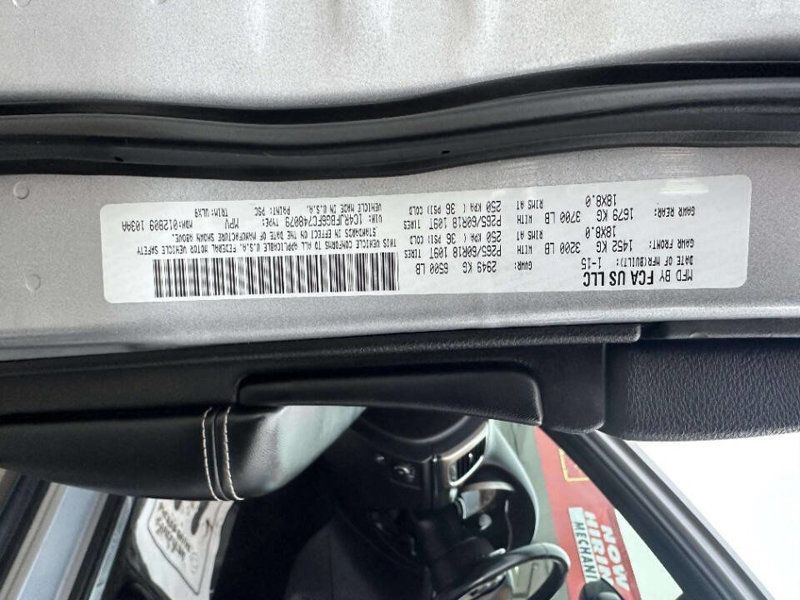 MFD BY FCA US LLC
DATE OF MFR(BUILT): 1-15 GVWR: 2949 KG 6500 LB
GAWR FRONT: 1452 KG 3200 LB WITH P265/60R18 109T TIRES
18X8.0 RIMS AT 250 KPA( 36 PSI) COLD
GAWR REAR: 1679 KG 3700 LB WITH P265/60R18 109T TIRES
18X8.0 RIMS AT 250 KPA( 36 PSI) COLD
THIS VEHICLE CONFORMS TO ALL APPLICABLE U.S.A. FEDERAL MOTOR VEHICLE SAFETY
STANDARDS IN EFFECT ON THE DATE OF MANUFACTURE SHOWN ABOVE.
VIN: 1C4RJFBG6FC748079 TYPE: MPV MDH:012909 103AA
VEHICLE MADE IN U.S.A. PAINT: PSC TRIM: ULX9
NOW
HIRIN
MECHANI